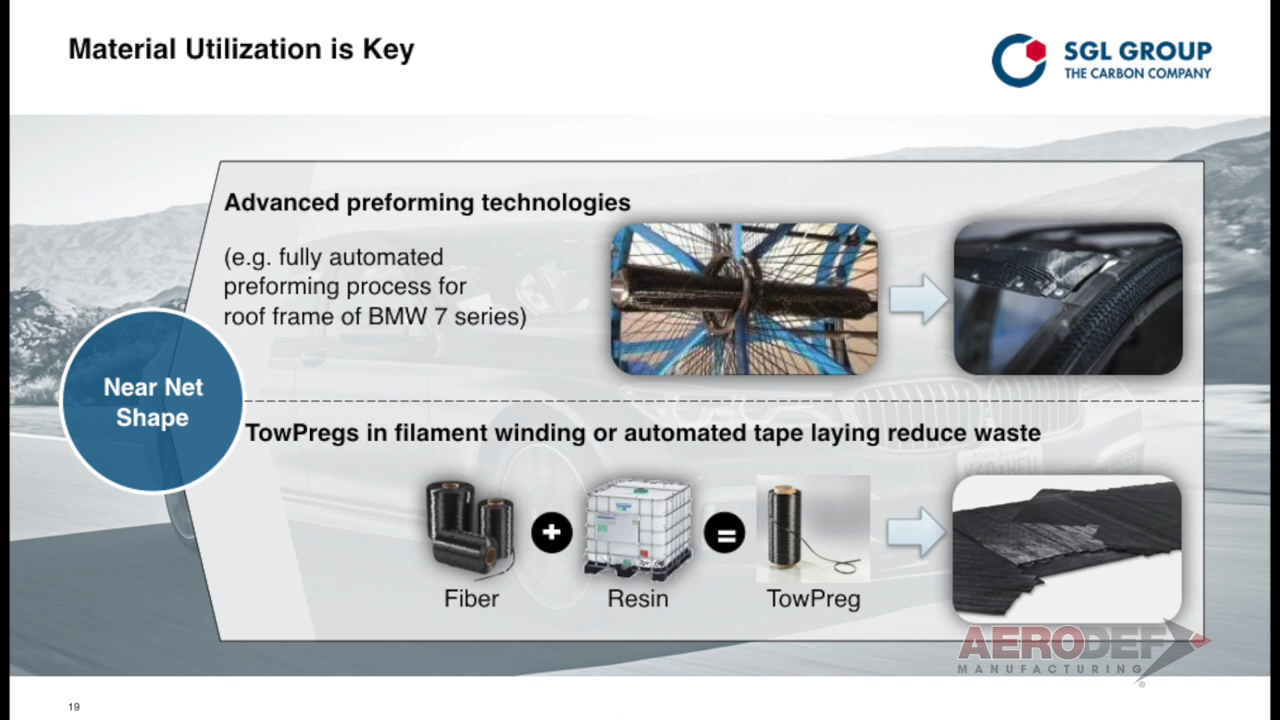 Material Utilization is Key
SGL GROUP
THE CARBON COMPANY
Advanced preforming technologies
(e.g. fully automated
preforming process for
roof frame of BMW 7 series)
Near Net
Shape
TowPregs in filament winding or automated tape laying reduce waste
+
=
Fiber
Resin
TowPreg
AERODEF
MANUFACTURING
®
19